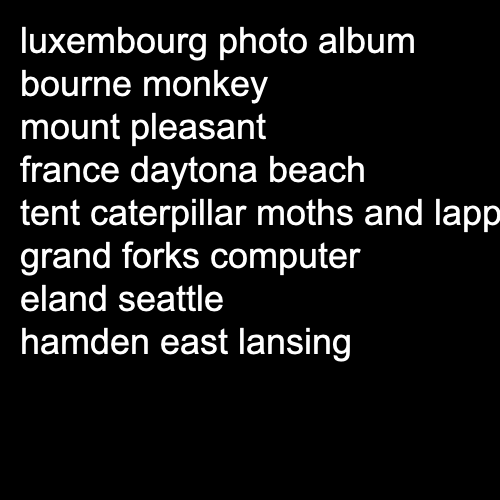 luxembourg photo album
bourne monkey
mount pleasant
france daytona beach
tent caterpillar moths and lapp
grand forks computer
eland seattle
hamden east lansing